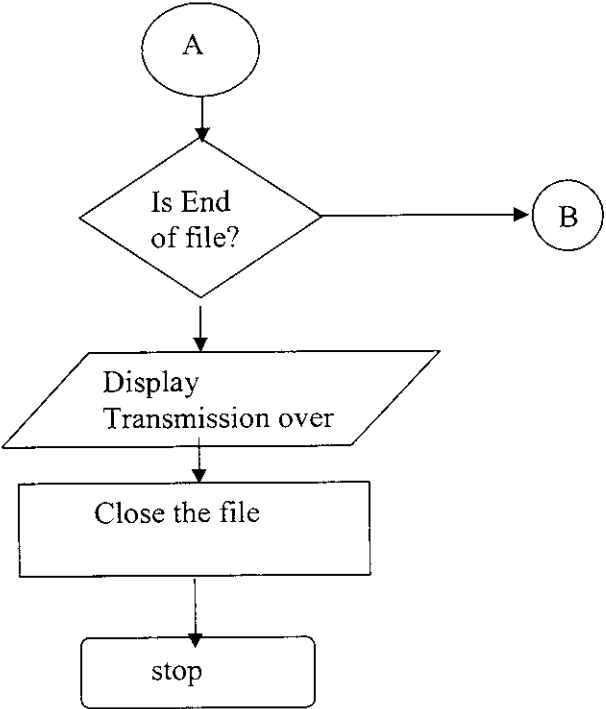 A
Is End
of file?
B
Display
Transmission over
Close the file
stop